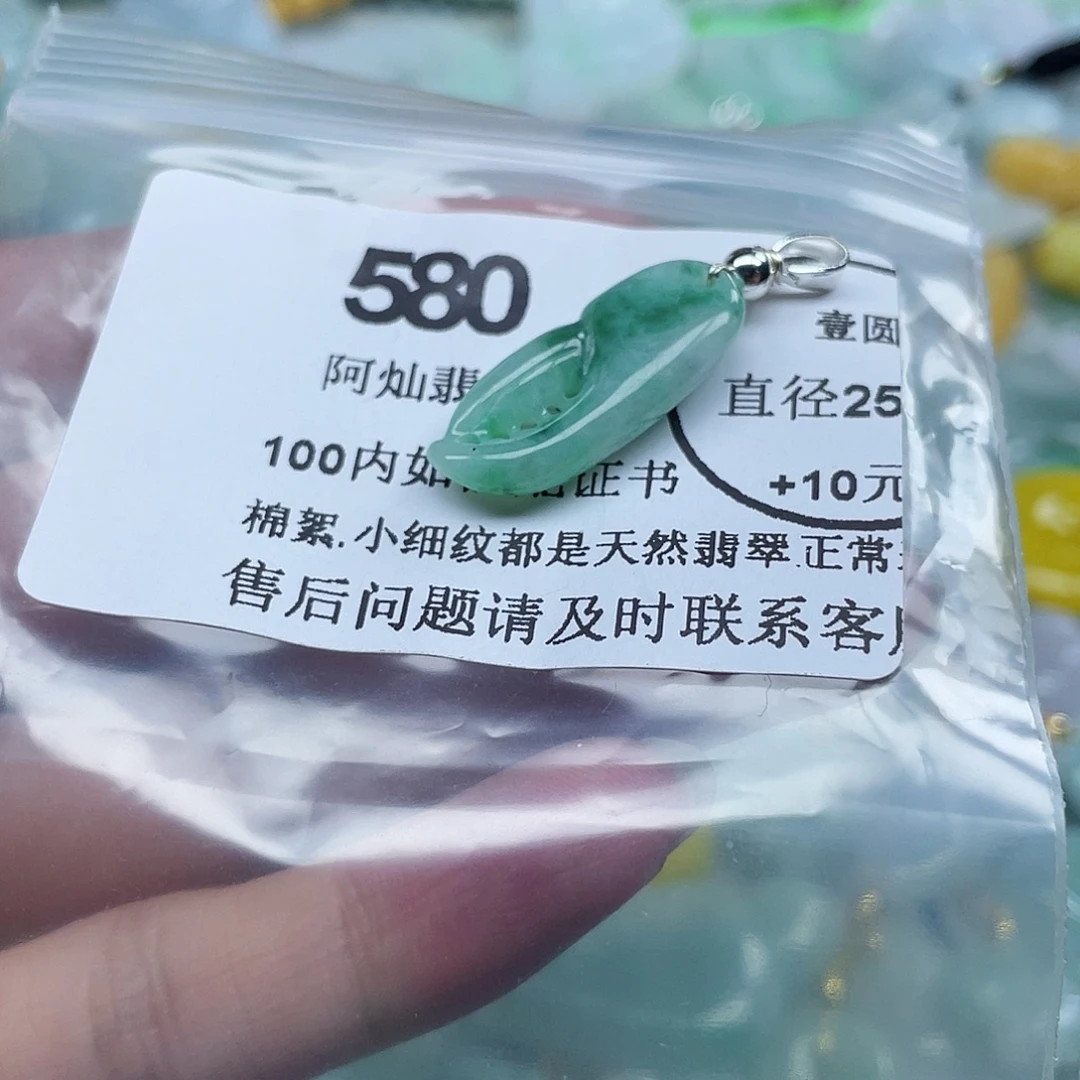 580
壹圆
阿灿翡
直径25
100内如 证书
+10元
棉絮.小细纹都是天然翡翠.正常
售后问题请及时联系客